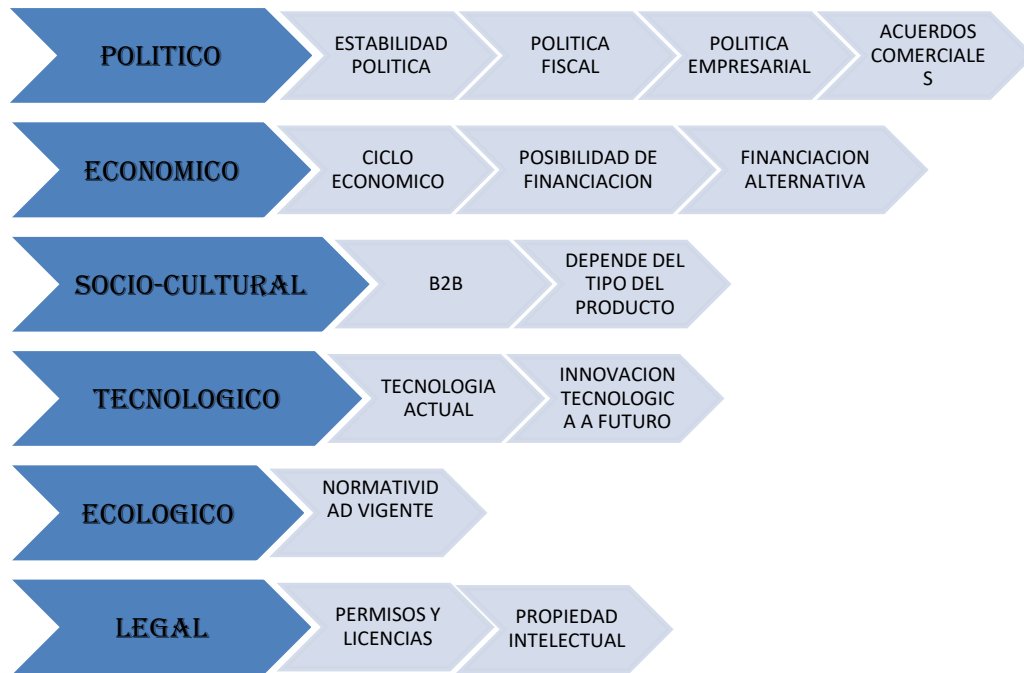 POLITICO
ESTABILIDAD
POLITICA
POLITICA
FISCAL
POLITICA
EMPRESARIAL
ACUERDOS
COMERCIALE
S
ECONOMICO
CICLO
ECONOMICO
POSIBILIDAD DE
FINANCIACION
FINANCIACION
ALTERNATIVA
SOCIO-CULTURAL
B2B
DEPENDE DEL
TIPO DEL
PRODUCTO
TECNOLOGICO
TECNOLOGIA
ACTUAL
INNOVACION
TECNOLOGIC
A A FUTURO
ECOLOGICO
NORMATIVID
AD VIGENTE
LEGAL
PERMISOS Y
LICENCIAS
PROPIEDAD
INTELECTUAL